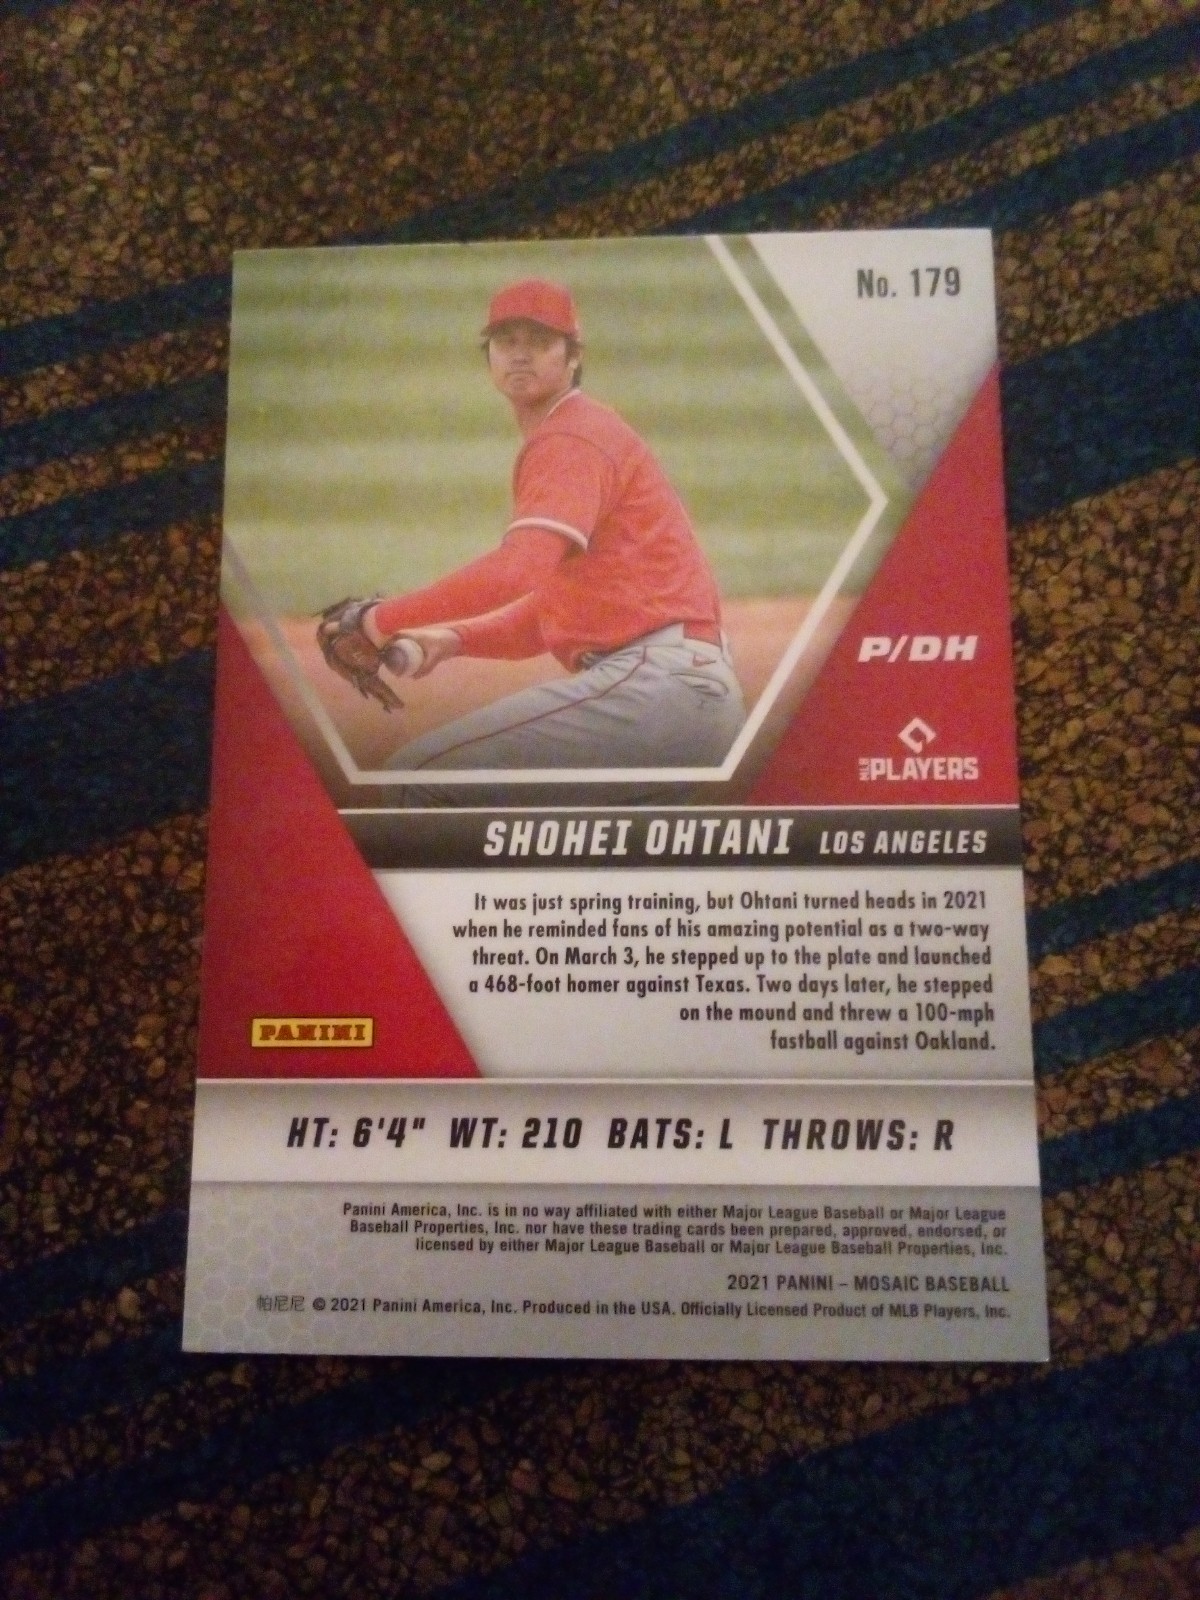 No. 179
P/DH
MLB PLAYERS
SHOHEI OHTANI LOS ANGELES
It was just spring training, but Ohtani turned heads in 2021
when he reminded fans of his amazing potential as a two-way
threat. On March 3, he stepped up to the plate and launched
a 468-foot homer against Texas. Two days later, he stepped
on the mound and threw a 100-mph
fastball against Oakland.
PANINI
HT: 6'4" WT: 210 BATS: L THROWS: R
Panini America, Inc. is in no way affiliated with either Major League Baseball or Major League
Baseball Properties, Inc. nor have these trading cards been prepared, approved, endorsed, or
licensed by either Major League Baseball or Major League Baseball Properties, Inc.
2021 PANINI – MOSAIC BASEBALL
帕尼尼 © 2021 Panini America, Inc. Produced in the USA. Officially Licensed Product of MLB Players, Inc.